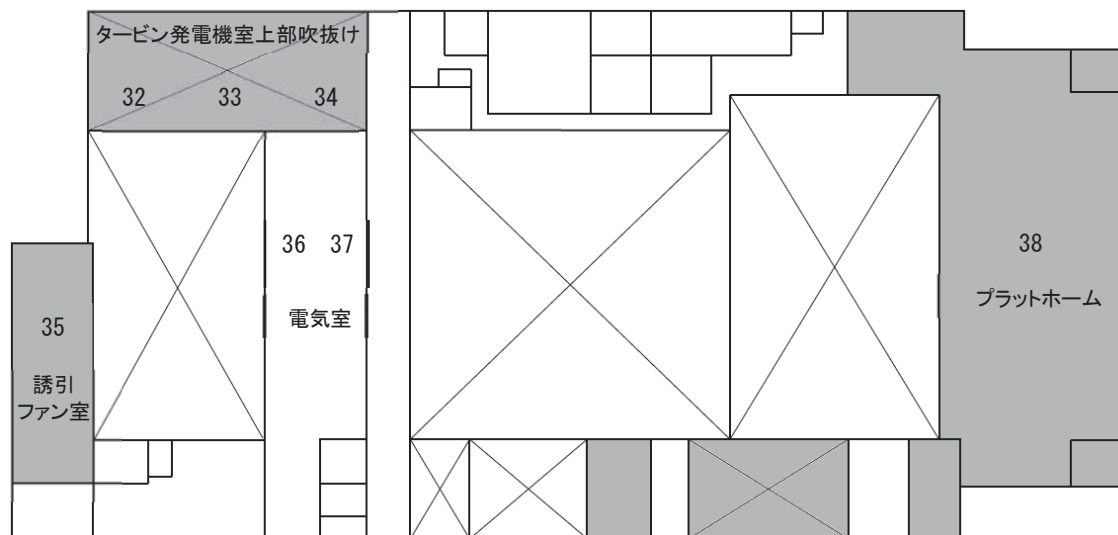 タービン発電機室上部吹抜け
32 33 34
36 37
38
電気室
プラットホーム
35
誘引
ファン室